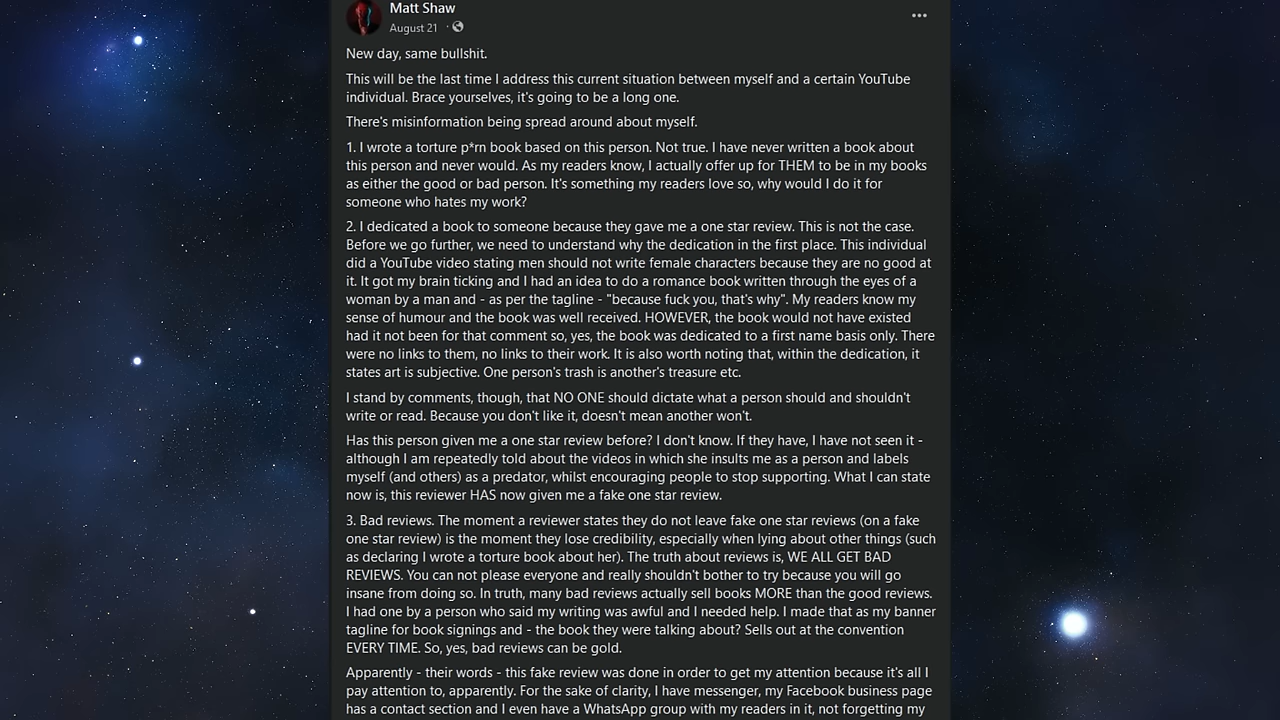 Matt Shaw
August 21 ·
New day, same bullshit.
This will be the last time I address this current situation between myself and a certain YouTube
individual. Brace yourselves, it's going to be a long one.
There's misinformation being spread around about myself.
1. I wrote a torture p*rn book based on this person. Not true. I have never written a book about
this person and never would. As my readers know, I actually offer up for THEM to be in my books
as either the good or bad person. It's something my readers love so, why would I do it for
someone who hates my work?
2. I dedicated a book to someone because they gave me a one star review. This is not the case.
Before we go further, we need to understand why the dedication in the first place. This individual
did a YouTube video stating men should not write female characters because they are no good at
it. It got my brain ticking and I had an idea to do a romance book written through the eyes of a
woman by a man and - as per the tagline - "because fuck you, that's why". My readers know my
sense of humour and the book was well received. HOWEVER, the book would not have existed
had it not been for that comment so, yes, the book was dedicated to a first name basis only. There
were no links to them, no links to their work. It is also worth noting that, within the dedication, it
states art is subjective. One person's trash is another's treasure etc.
I stand by comments, though, that NO ONE should dictate what a person should and shouldn't
write or read. Because you don't like it, doesn't mean another won't.
Has this person given me a one star review before? I don't know. If they have, I have not seen it -
although I am repeatedly told about the videos in which she insults me as a person and labels
myself (and others) as a predator, whilst encouraging people to stop supporting. What I can state
now is, this reviewer HAS now given me a fake one star review.
3. Bad reviews. The moment a reviewer states they do not leave fake one star reviews (on a fake
one star review) is the moment they lose credibility, especially when lying about other things (such
as declaring I wrote a torture book about her). The truth about reviews is, WE ALL GET BAD
REVIEWS. You can not please everyone and really shouldn't bother to try because you will go
insane from doing so. In truth, many bad reviews actually sell books MORE than the good reviews.
I had one by a person who said my writing was awful and I needed help. I made that as my banner
tagline for book signings and - the book they were talking about? Sells out at the convention
EVERY TIME. So, yes, bad reviews can be gold.
Apparently - their words - this fake review was done in order to get my attention because it's all I
pay attention to, apparently. For the sake of clarity, I have messenger, my Facebook business page
has a contact section and I even have a WhatsApp group with my readers in it, not forgetting my